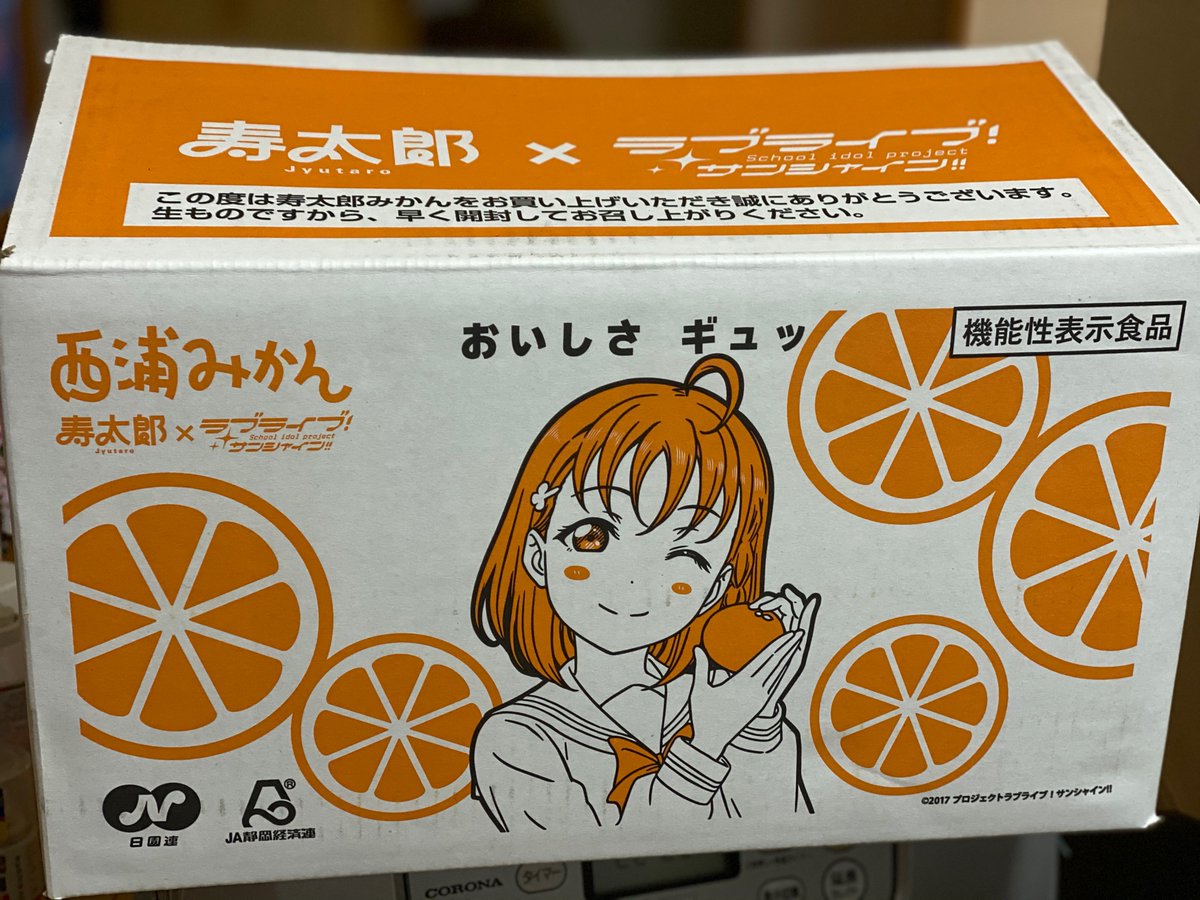 寿太郎 × ラブライブ!
Jyutaro School idol project
サンシャイン!!
この度は寿太郎みかんをお買い上げいただき誠にありがとうございます。
生ものですから、早く開封してお召し上がりください。
おいしさ ギュッ
機能性表示食品
西浦みかん
寿太郎×ラブライブ!
Jyutaro School idol project
サンシャイン!!
©2017 プロジェクトラブライブ!サンシャイン!!
N
日園連
®
JA静岡経済連
CORONA
タイマー